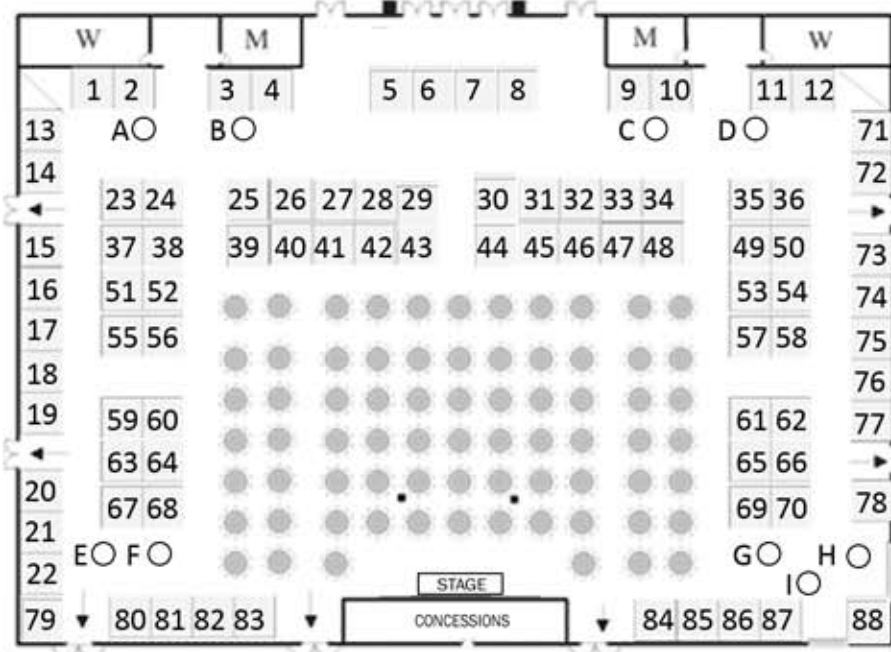 W M M W
1 2 3 4 5 6 7 8 9 10 11 12
13 A B C D 71
14 72
23 24 25 26 27 28 29 30 31 32 33 34 35 36
15 37 38 39 40 41 42 43 44 45 46 47 48 49 50 73
16 51 52 53 54 74
17 55 56 57 58 75
18 76
19 59 60 61 62 77
63 64 65 66
20 67 68 69 70 78
21
22 E F G H
I
STAGE
79 80 81 82 83 CONCESSIONS 84 85 86 87 88